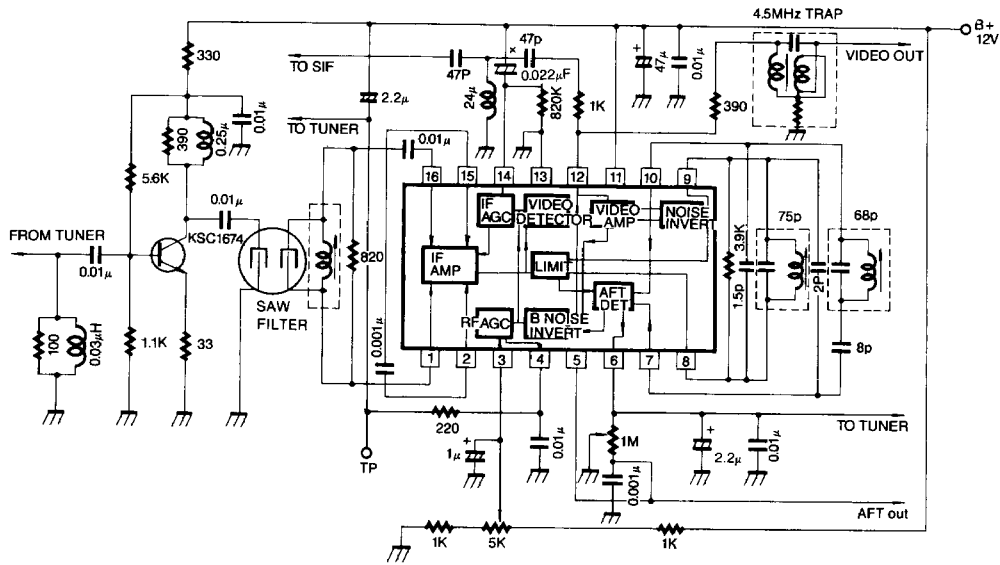 4.5MHz TRAP
B+
12V
VIDEO OUT
330
TO SIF
47P
47p
0.022μF
×
+
47μ
0.01μ
24μ
820K
1K
390
2.2μ
TO TUNER
390
0.25μ
0.01μ
5.6K
0.01μ
16
15
14
13
12
11
10
9
FROM TUNER
0.01μ
0.01μ
KSC1674
SAW
FILTER
820
IF
AGC
VIDEO
DETECTOR
VIDEO
AMP
NOISE
INVERT
IF
AMP
LIMIT
AFT
DET.
RF AGC
B NOISE
INVERT
3.9K
1.5p
75p
2P
68p
8p
100
0.03μH
1.1K
33
0.001μ
1
2
3
4
5
6
7
8
220
TP
+
1μ
0.01μ
1M
0.001μ
+
2.2μ
0.01μ
TO TUNER
AFT out
1K
5K
1K